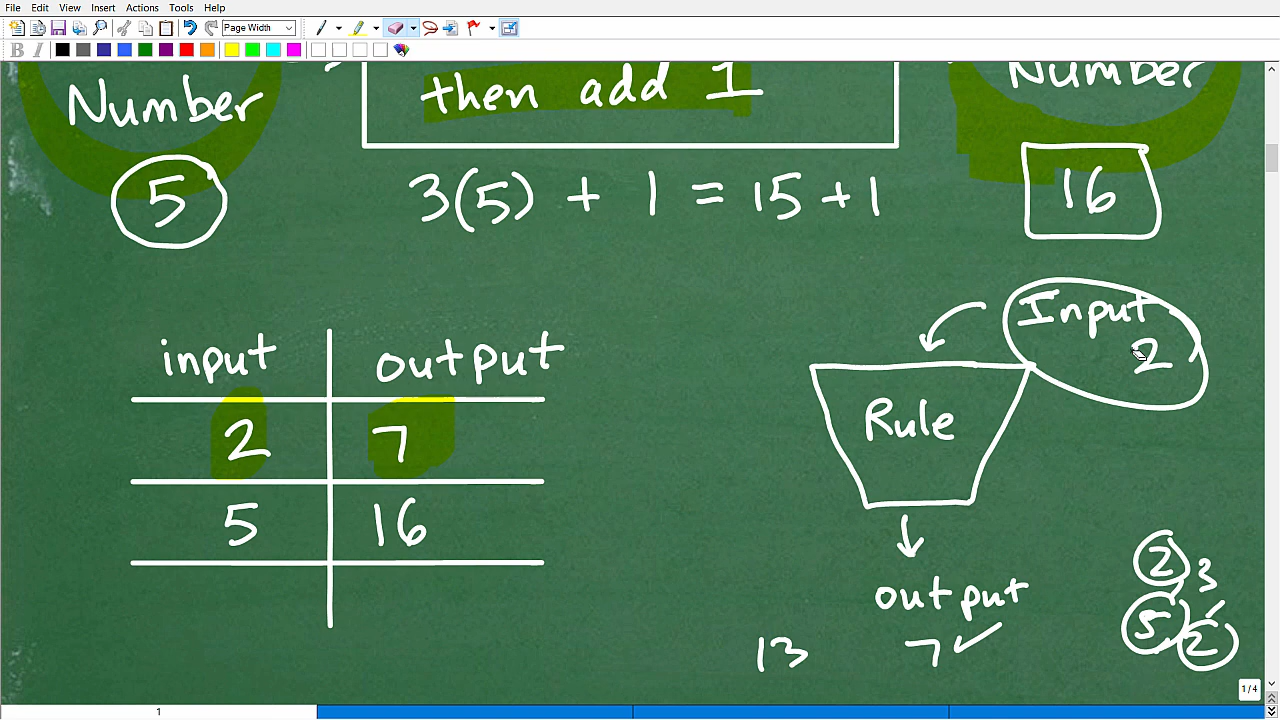 File Edit View Insert Actions Tools Help
Page Width
B I
then add 1
Number
Number
5
3(5) + 1 = 15 + 1
16
Input
2
input output
2 7
5 16
Rule
output
13 7
2 3
5 2
1/4
1